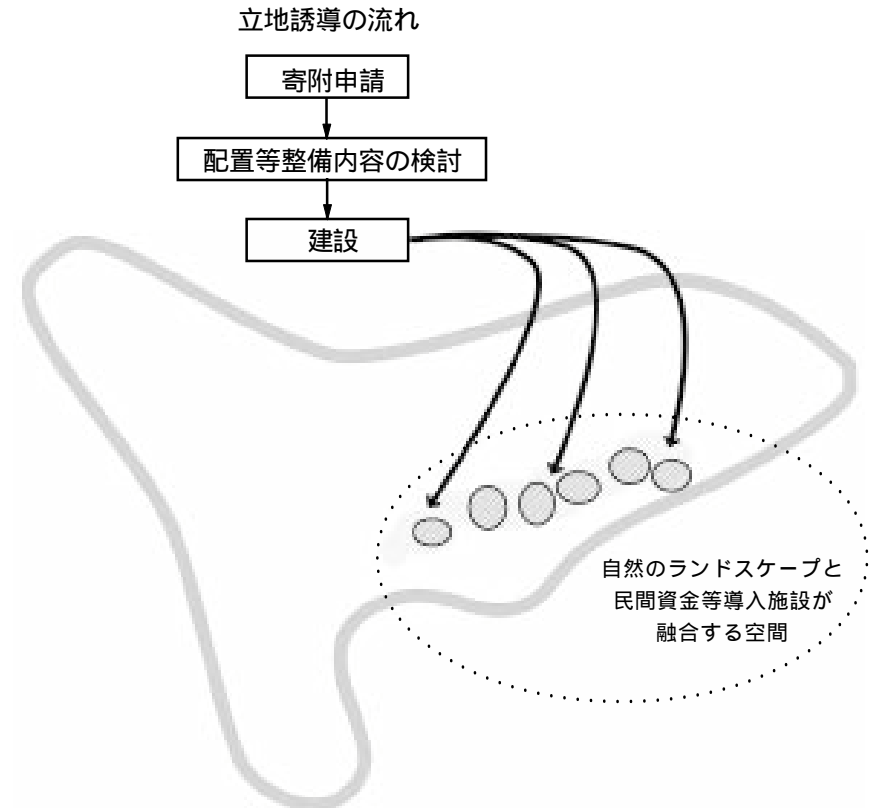 立地誘導の流れ
寄附申請
配置等整備内容の検討
建設
自然のランドスケープと
民間資金等導入施設が
融合する空間